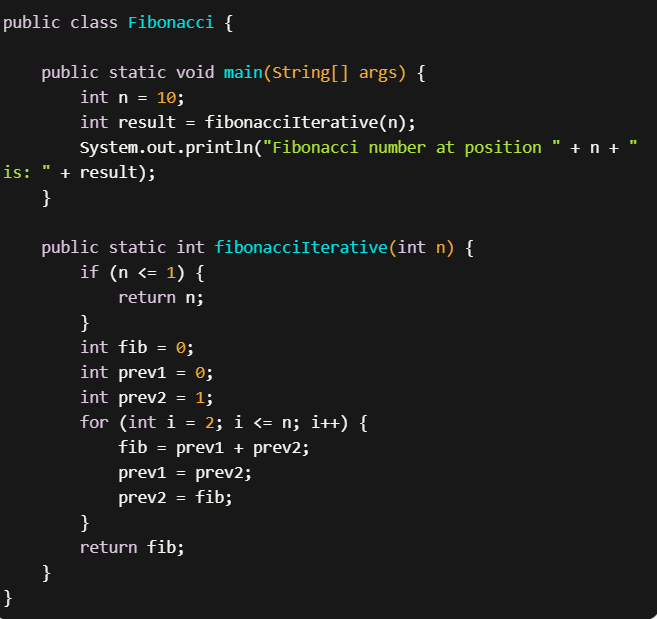 public class Fibonacci {
    public static void main(String[] args) {
        int n = 10;
        int result = fibonacciIterative(n);
        System.out.println("Fibonacci number at position " + n + "
is: " + result);
    }
    public static int fibonacciIterative(int n) {
        if (n <= 1) {
            return n;
        }
        int fib = 0;
        int prev1 = 0;
        int prev2 = 1;
        for (int i = 2; i <= n; i++) {
            fib = prev1 + prev2;
            prev1 = prev2;
            prev2 = fib;
        }
        return fib;
    }
}